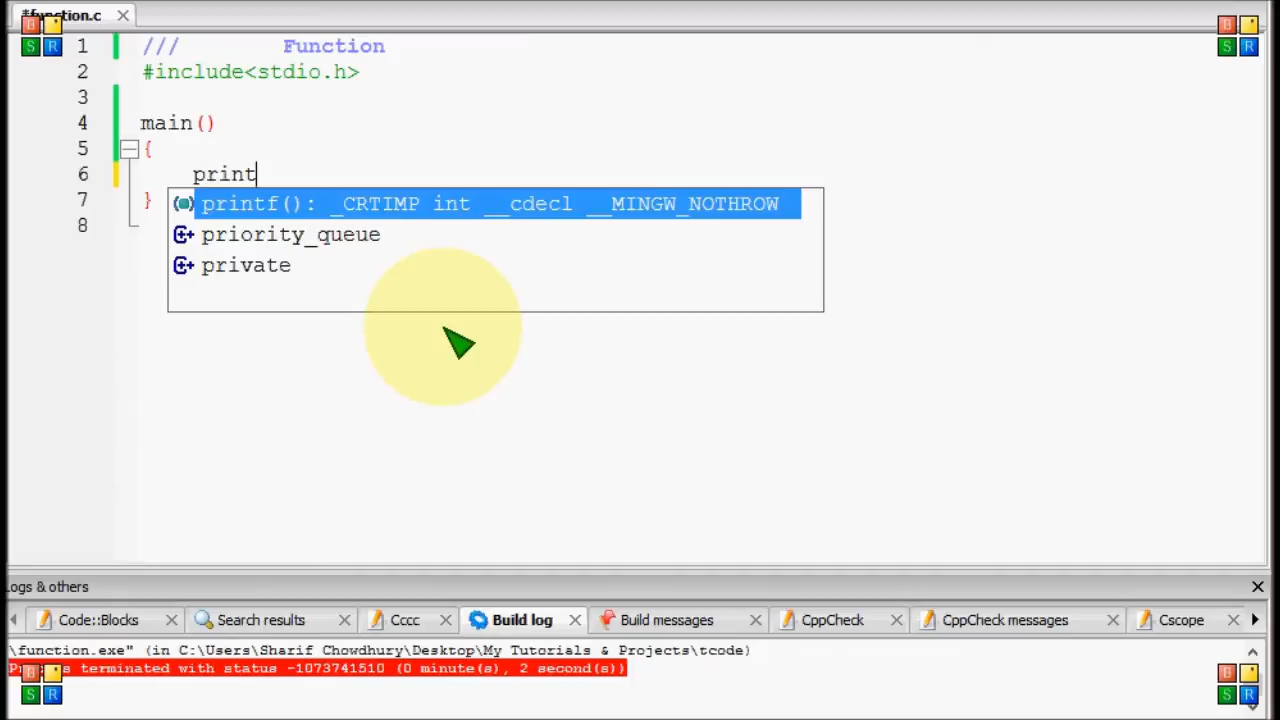 *function.c
1 /// Function
2 #include<stdio.h>
3
4 main()
5 {
6 print
7 }
8
printf(): _CRTIMP int __cdecl __MINGW_NOTHROW
priority_queue
private
Logs & others
Code::Blocks Search results Cccc Build log Build messages CppCheck CppCheck messages Cscope
\function.exe" (in C:\Users\Sharif Chowdhury\Desktop\My Tutorials & Projects\tcode)
terminated with status -1073741510 (0 minute(s), 2 second(s))
B
S R
B
S R
B
S R
B
S R